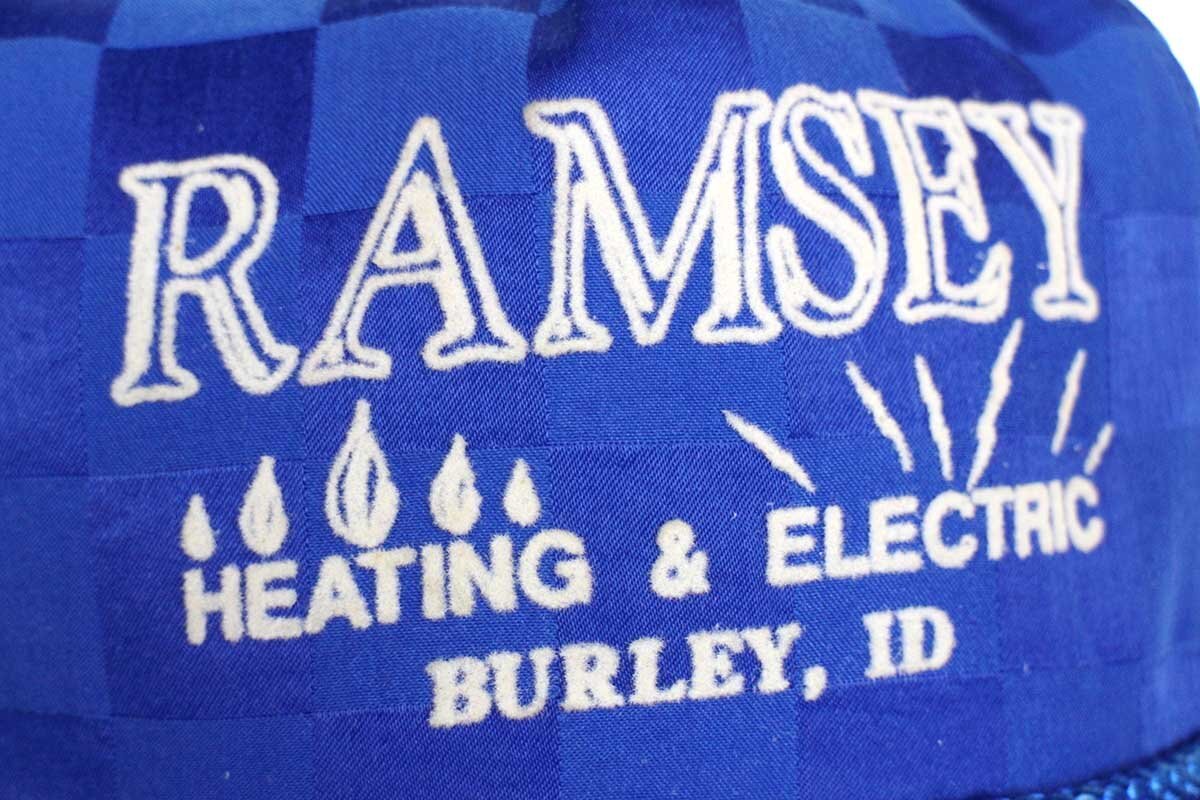 RAMSEY
HEATING & ELECTRIC
BURLEY, ID